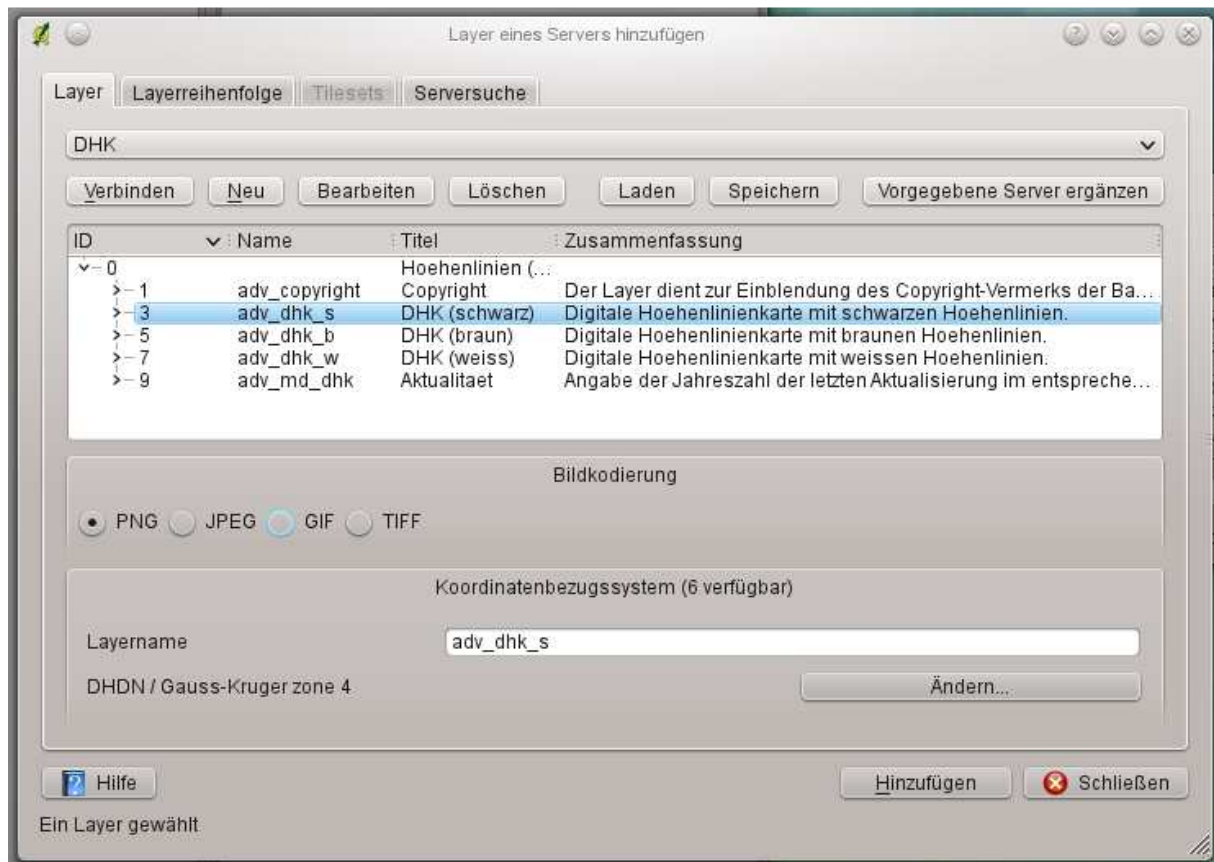 Layer eines Servers hinzufügen
Layer Layerreihenfolge Tilesets Serversuche
DHK
Verbinden Neu Bearbeiten Löschen Laden Speichern Vorgegebene Server ergänzen
ID Name Titel Zusammenfassung
0 Hoehenlinien (...
1 adv_copyright Copyright Der Layer dient zur Einblendung des Copyright-Vermerks der Ba...
3 adv_dhk_s DHK (schwarz) Digitale Hoehenlinienkarte mit schwarzen Hoehenlinien.
5 adv_dhk_b DHK (braun) Digitale Hoehenlinienkarte mit braunen Hoehenlinien.
7 adv_dhk_w DHK (weiss) Digitale Hoehenlinienkarte mit weissen Hoehenlinien.
9 adv_md_dhk Aktualitaet Angabe der Jahreszahl der letzten Aktualisierung im entspreche...
Bildkodierung
PNG JPEG GIF TIFF
Koordinatenbezugssystem (6 verfügbar)
Layername adv_dhk_s
DHDN / Gauss-Kruger zone 4 Ändern...
Hilfe Hinzufügen Schließen
Ein Layer gewählt